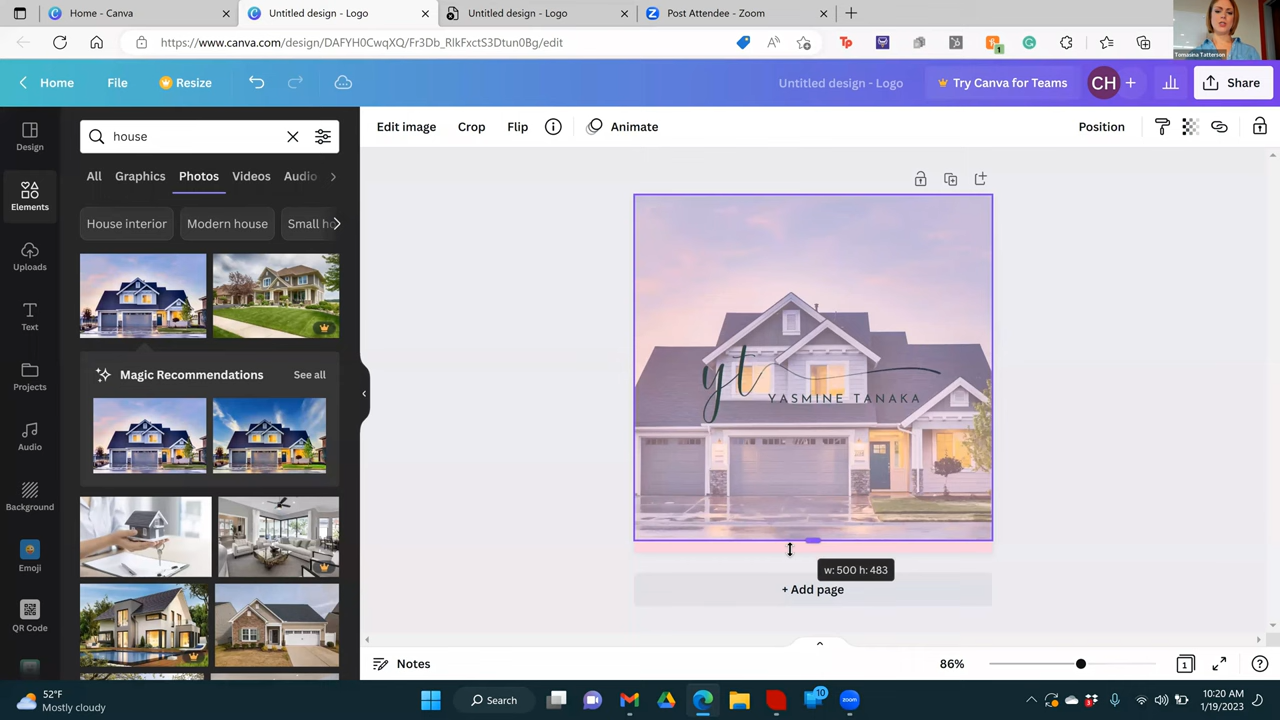 Home - Canva
Untitled design - Logo
Untitled design - Logo
Post Attendee - Zoom
https://www.canva.com/design/DAFYH0CwqXQ/Fr3Db_RlkFxctS3Dtun0Bg/edit
Tomasina Tatterson
Home
File
Resize
Untitled design - Logo
Try Canva for Teams
CH
Share
Design
Elements
Uploads
Text
Projects
Audio
Background
Emoji
QR Code
house
All
Graphics
Photos
Videos
Audio
House interior
Modern house
Small ho
Magic Recommendations
See all
Edit image
Crop
Flip
Animate
Position
yt
YASMINE TANAKA
w: 500 h: 483
+ Add page
Notes
86%
1
52°F
Mostly cloudy
Search
10
10:20 AM
1/19/2023